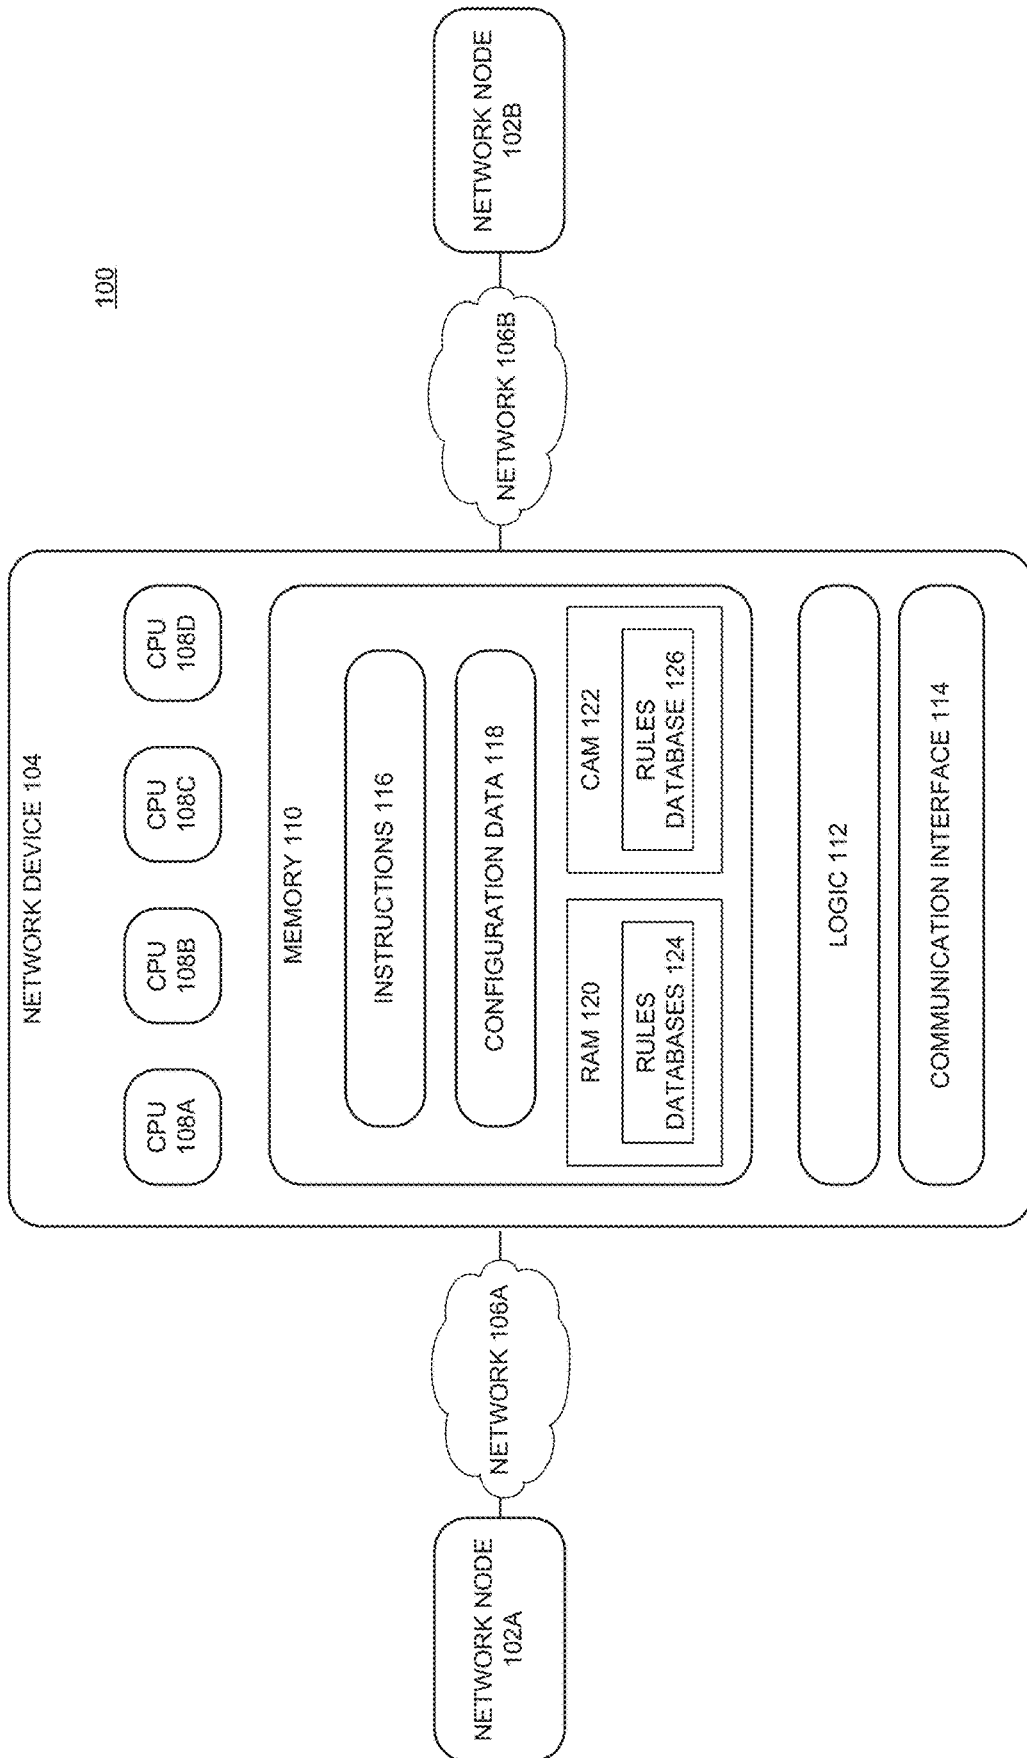 100
NETWORK DEVICE 104
CPU
108A
CPU
108B
CPU
108C
CPU
108D
MEMORY 110
INSTRUCTIONS 116
CONFIGURATION DATA 118
RAM 120
RULES
DATABASES 124
CAM 122
RULES
DATABASE 126
LOGIC 112
COMMUNICATION INTERFACE 114
NETWORK NODE
102A
NETWORK 106A
NETWORK 106B
NETWORK NODE
102B